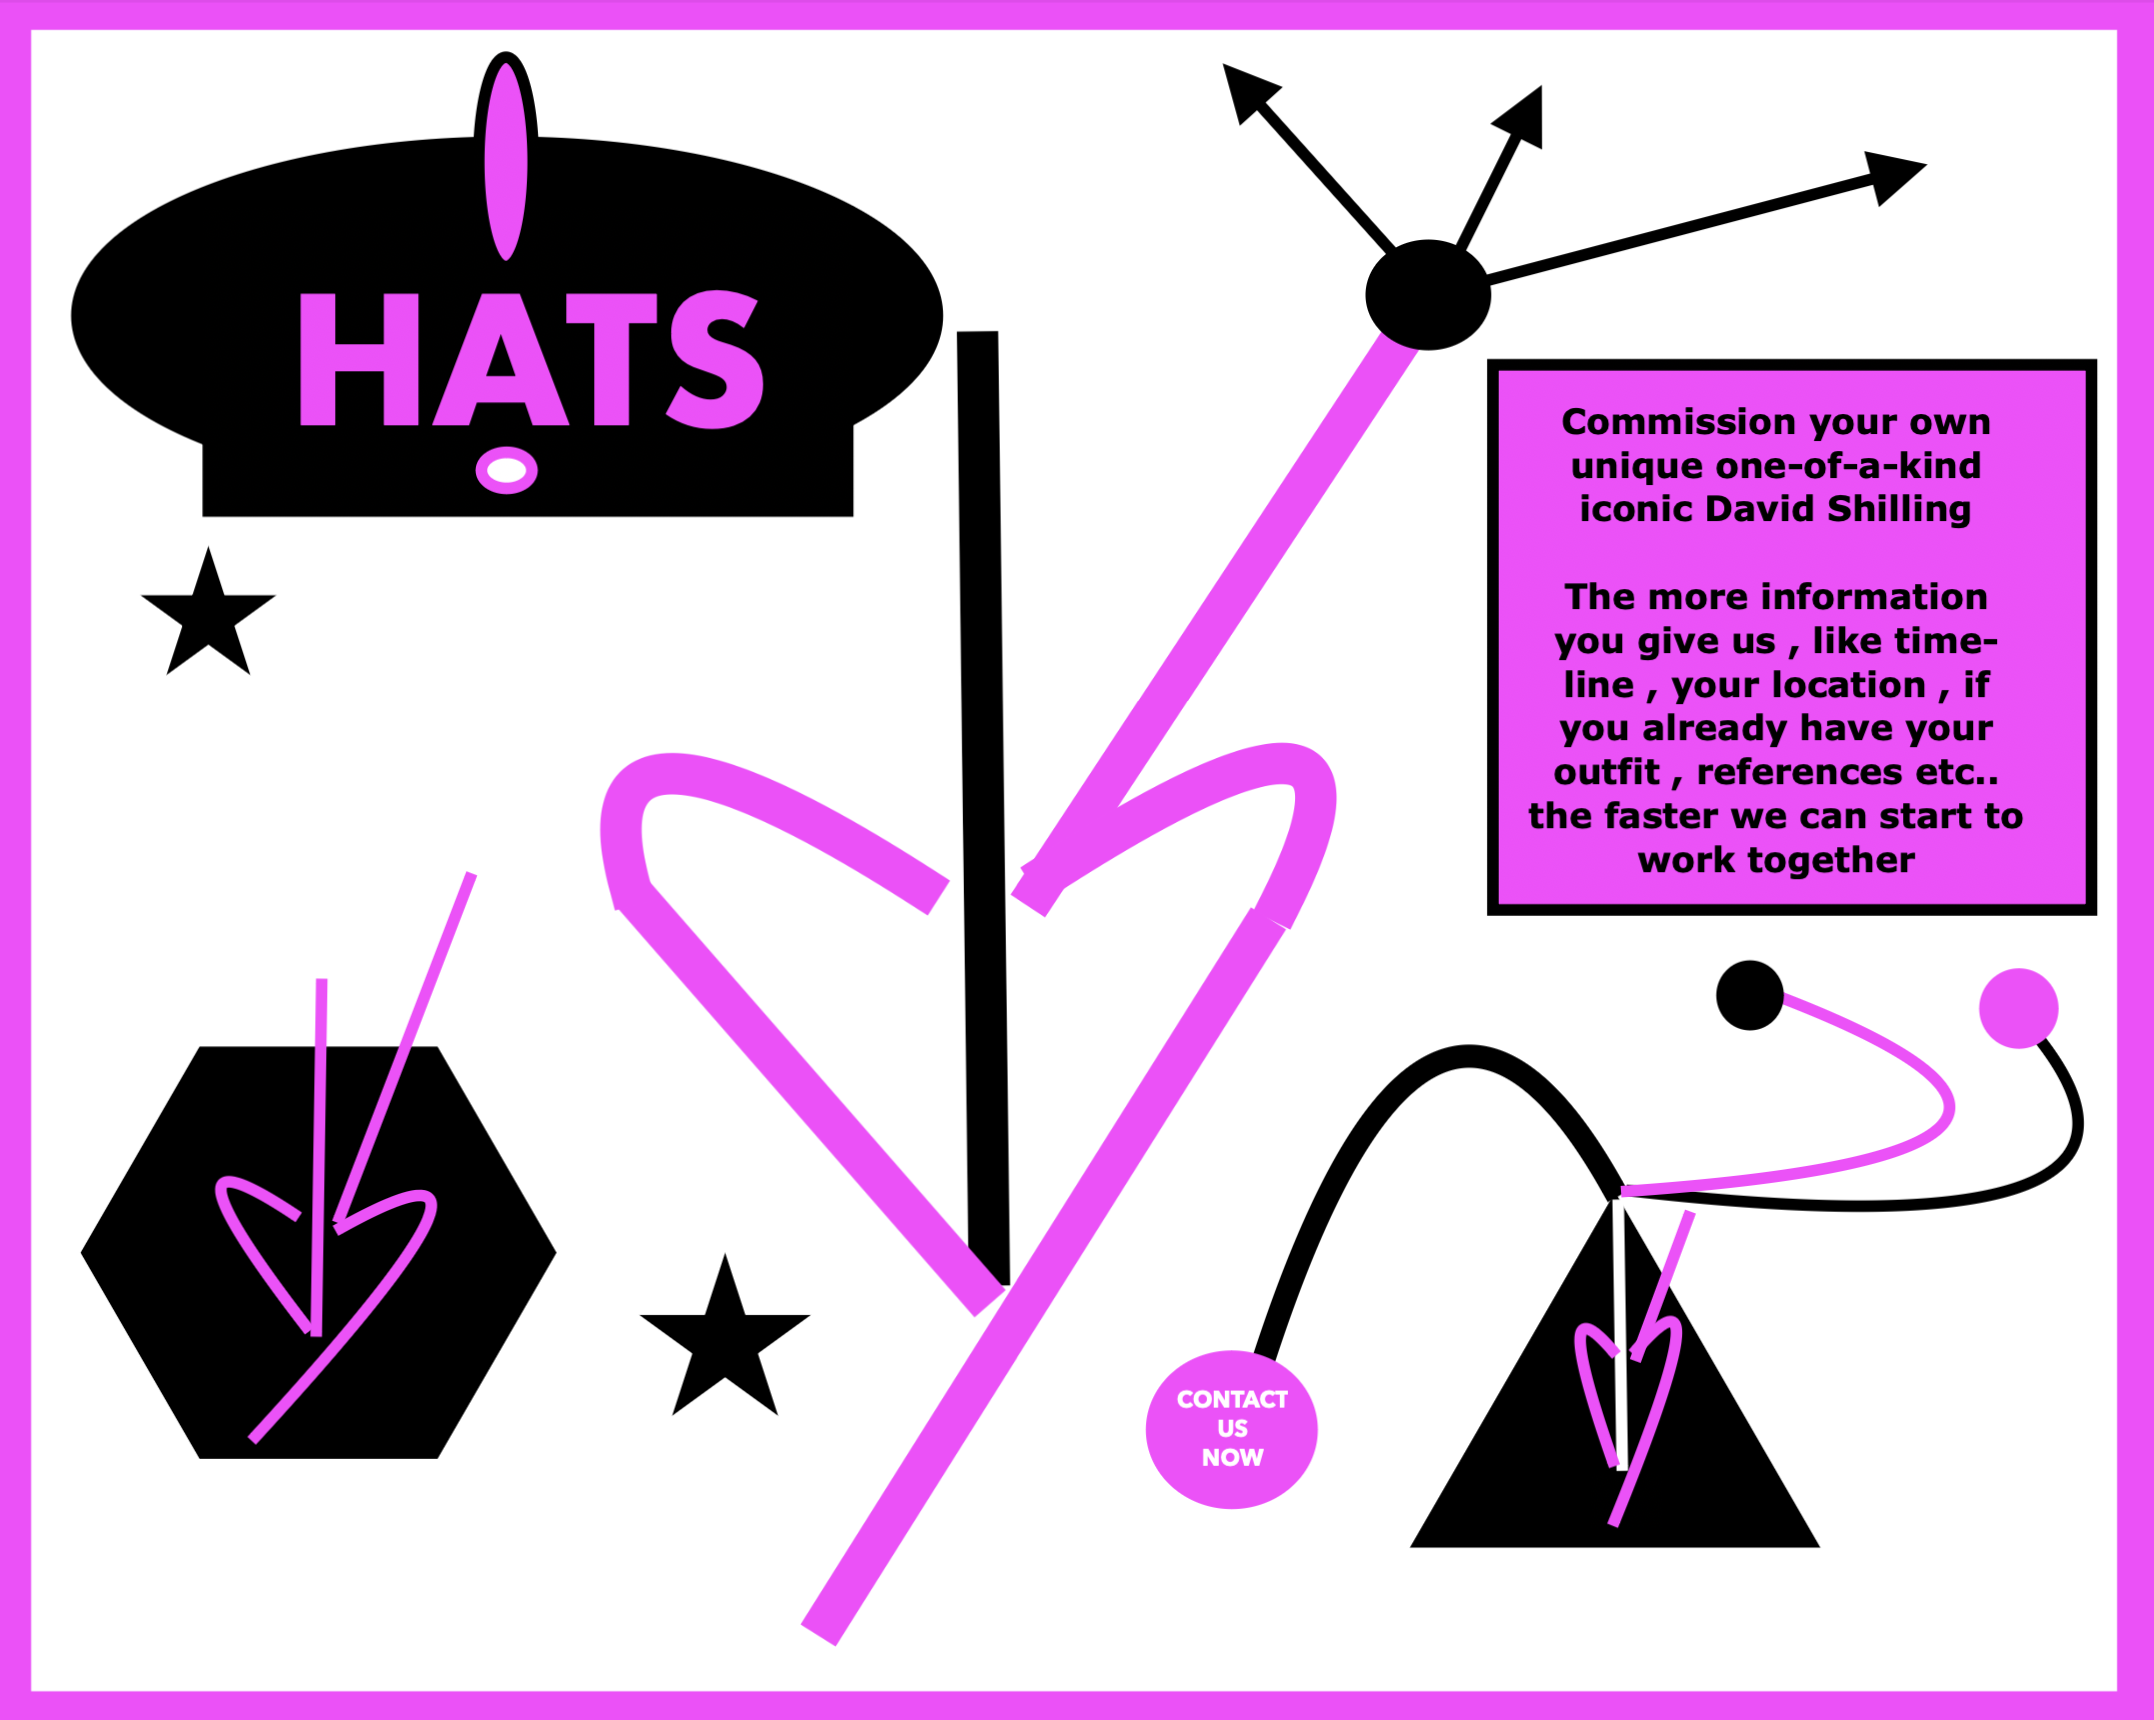 HATS
Commission your own
unique one-of-a-kind
iconic David Shilling
The more information
you give us , like time-
line , your location , if
you already have your
outfit , references etc..
the faster we can start to
work together
CONTACT
US
NOW